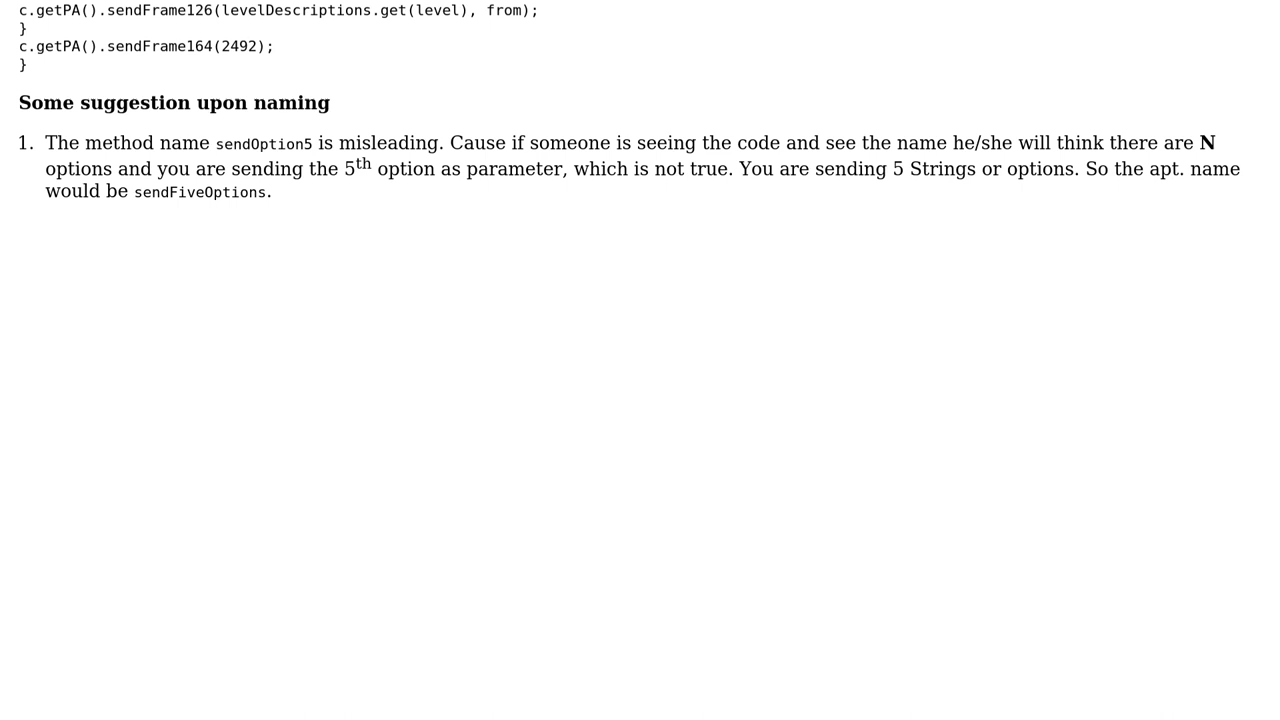 c.getPA().sendFrame126(levelDescriptions.get(level), from);
}
c.getPA().sendFrame164(2492);
}
Some suggestion upon naming
1. The method name sendOption5 is misleading. Cause if someone is seeing the code and see the name he/she will think there are N
options and you are sending the 5th option as parameter, which is not true. You are sending 5 Strings or options. So the apt. name
would be sendFiveOptions.